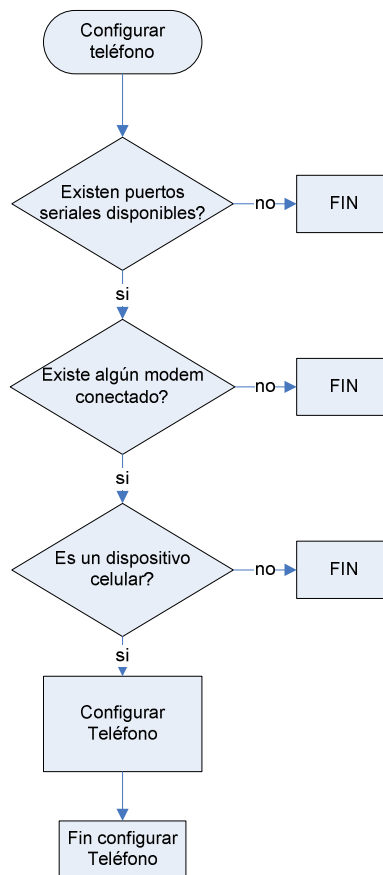 Configurar
teléfono
Existen puertos
seriales disponibles?
no
FIN
si
Existe algún modem
conectado?
no
FIN
si
Es un dispositivo
celular?
no
FIN
si
Configurar
Teléfono
Fin configurar
Teléfono